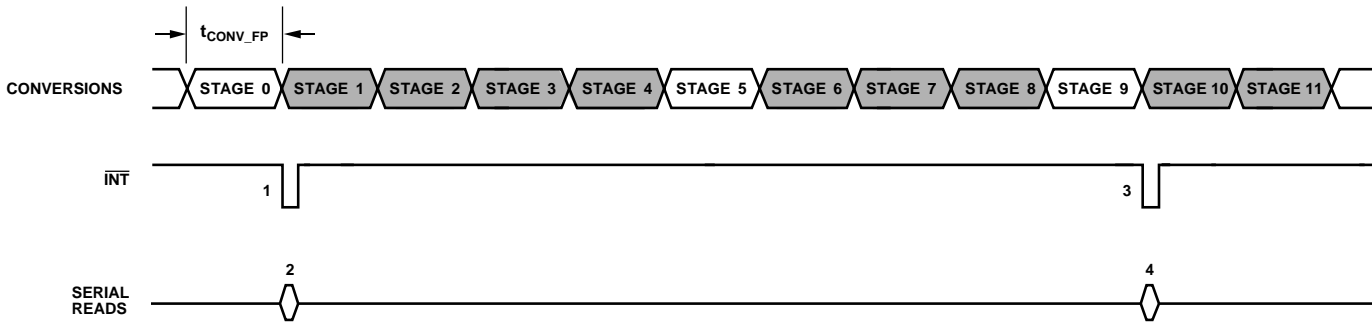 tCONV_FP
CONVERSIONS
STAGE 0 STAGE 1 STAGE 2 STAGE 3 STAGE 4 STAGE 5 STAGE 6 STAGE 7 STAGE 8 STAGE 9 STAGE 10 STAGE 11
INT
1
3
2
4
SERIAL
READS